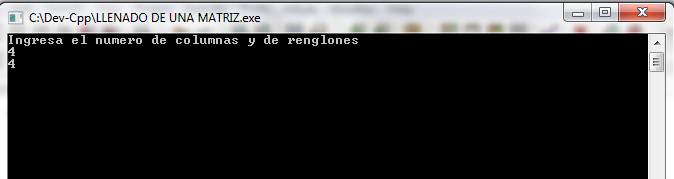 C:\Dev-Cpp\LLENADO DE UNA MATRIZ.exe
Ingresa el numero de columnas y de renglones
4
4